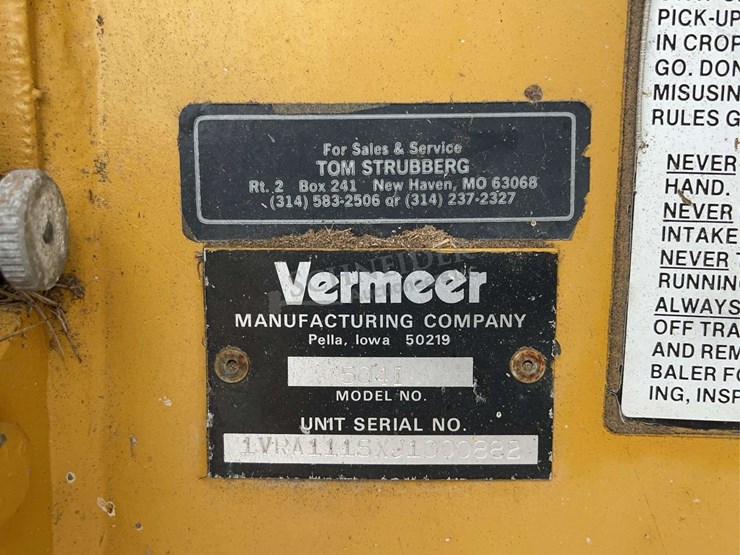 For Sales & Service
TOM STRUBBERG
Rt. 2 Box 241 New Haven, MO 63068
(314) 583-2506 or (314) 237-2327
Vermeer
MANUFACTURING COMPANY
Pella, Iowa 50219
504I
MODEL NO.
UNIT SERIAL NO.
1VRA1115XJ1000882
PICK-UP
IN CROP
GO. DON
MISUSIN
RULES G
NEVER
HAND.
NEVER
INTAKE
NEVER T
RUNNING
ALWAYS
OFF TRA
AND REM
BALER FO
ING, INSP